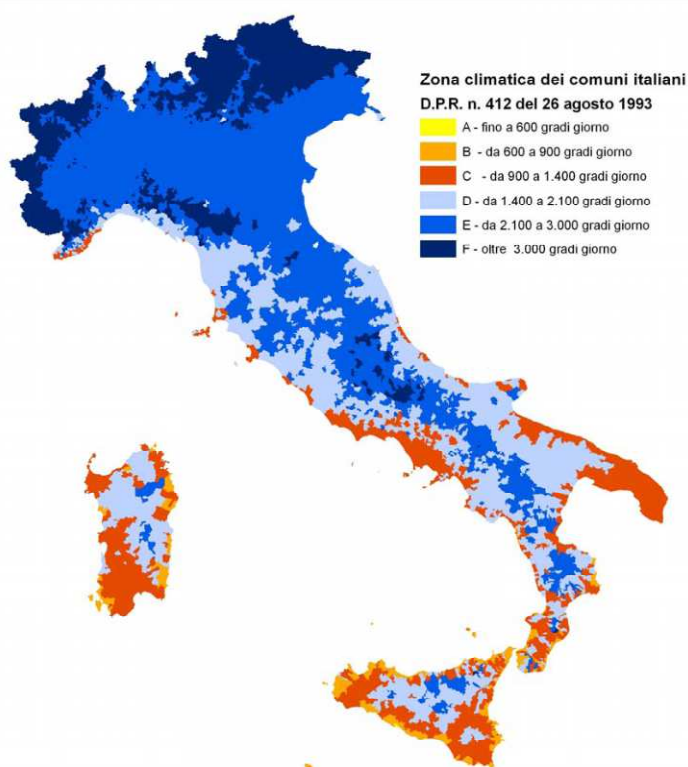 Zona climatica dei comuni italiani
D.P.R. n. 412 del 26 agosto 1993
A - fino a 600 gradi giorno
B - da 600 a 900 gradi giorno
C - da 900 a 1.400 gradi giorno
D - da 1.400 a 2.100 gradi giorno
E - da 2.100 a 3.000 gradi giorno
F - oltre 3.000 gradi giorno